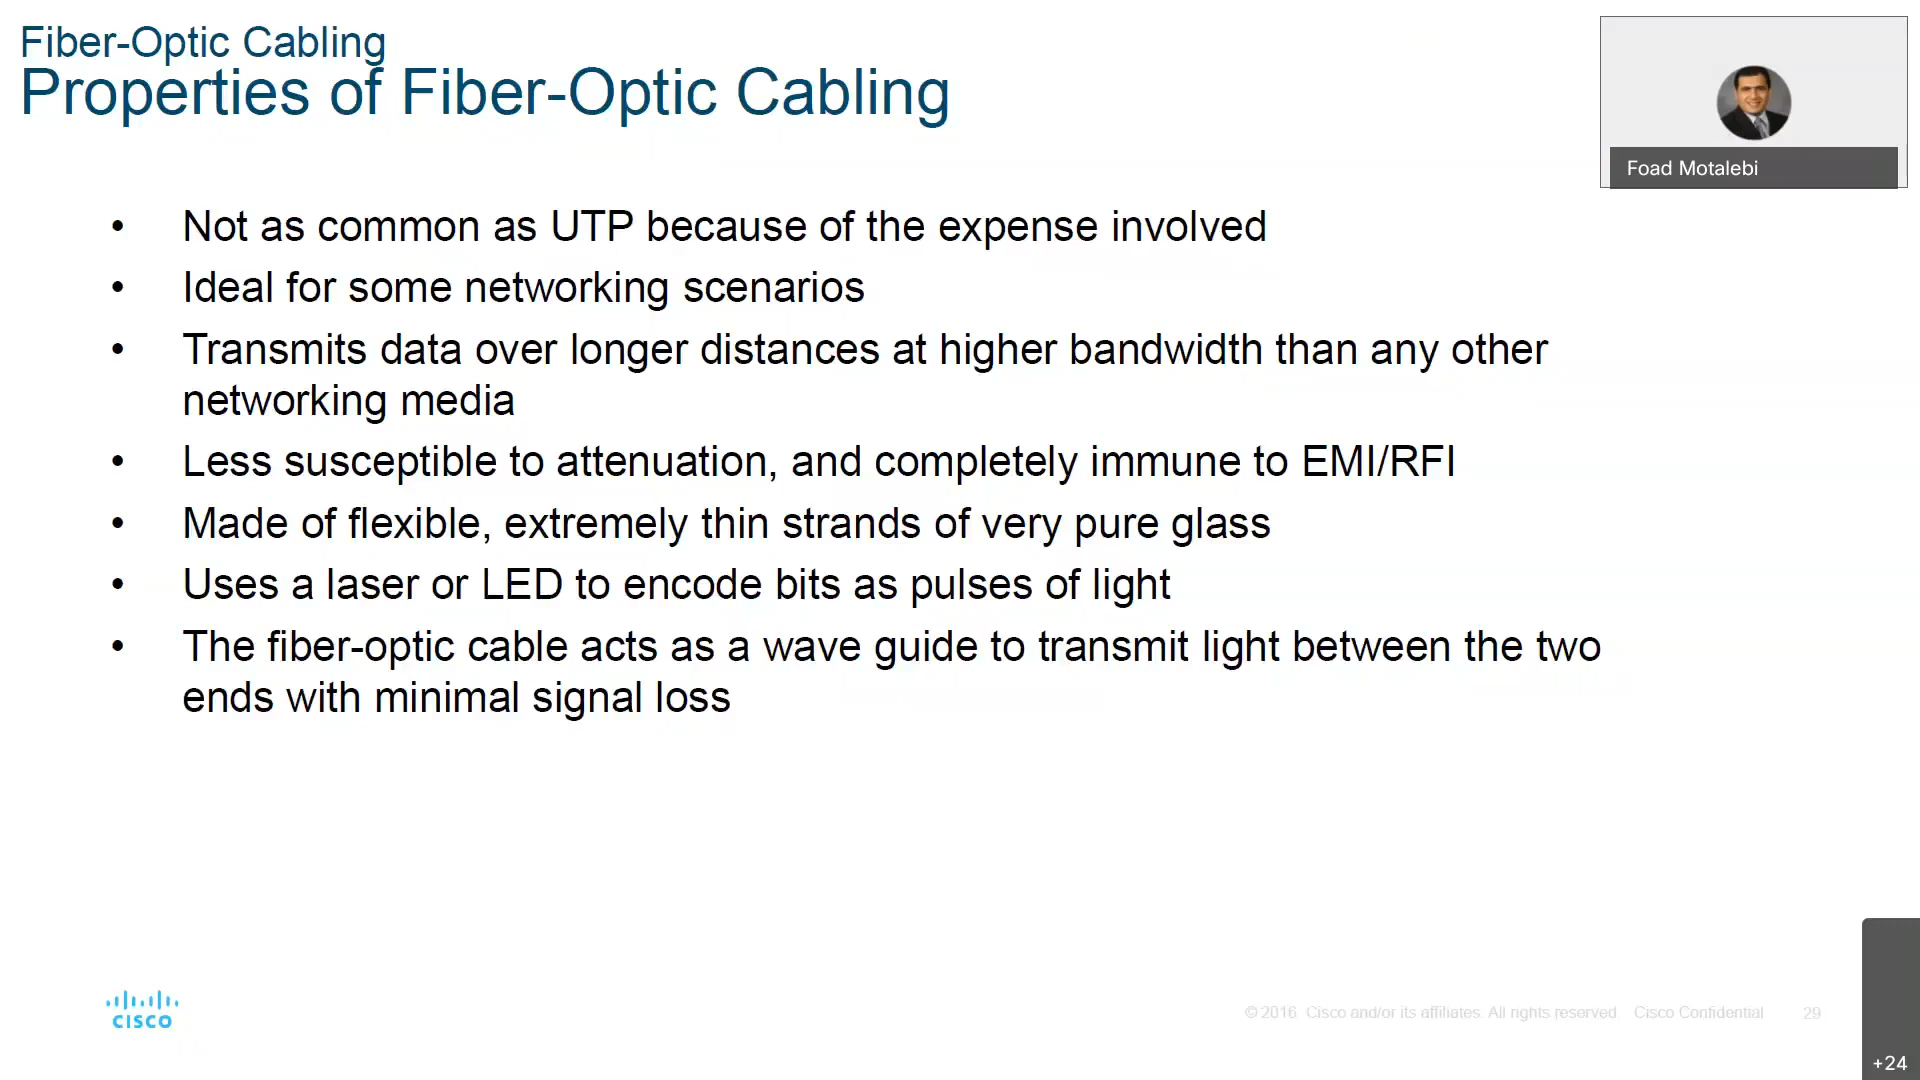 Fiber-Optic Cabling
Properties of Fiber-Optic Cabling
Foad Motalebi
• Not as common as UTP because of the expense involved
• Ideal for some networking scenarios
• Transmits data over longer distances at higher bandwidth than any other
networking media
• Less susceptible to attenuation, and completely immune to EMI/RFI
• Made of flexible, extremely thin strands of very pure glass
• Uses a laser or LED to encode bits as pulses of light
• The fiber-optic cable acts as a wave guide to transmit light between the two
ends with minimal signal loss
CISCO
© 2016 Cisco and/or its affiliates. All rights reserved. Cisco Confidential 29
+24